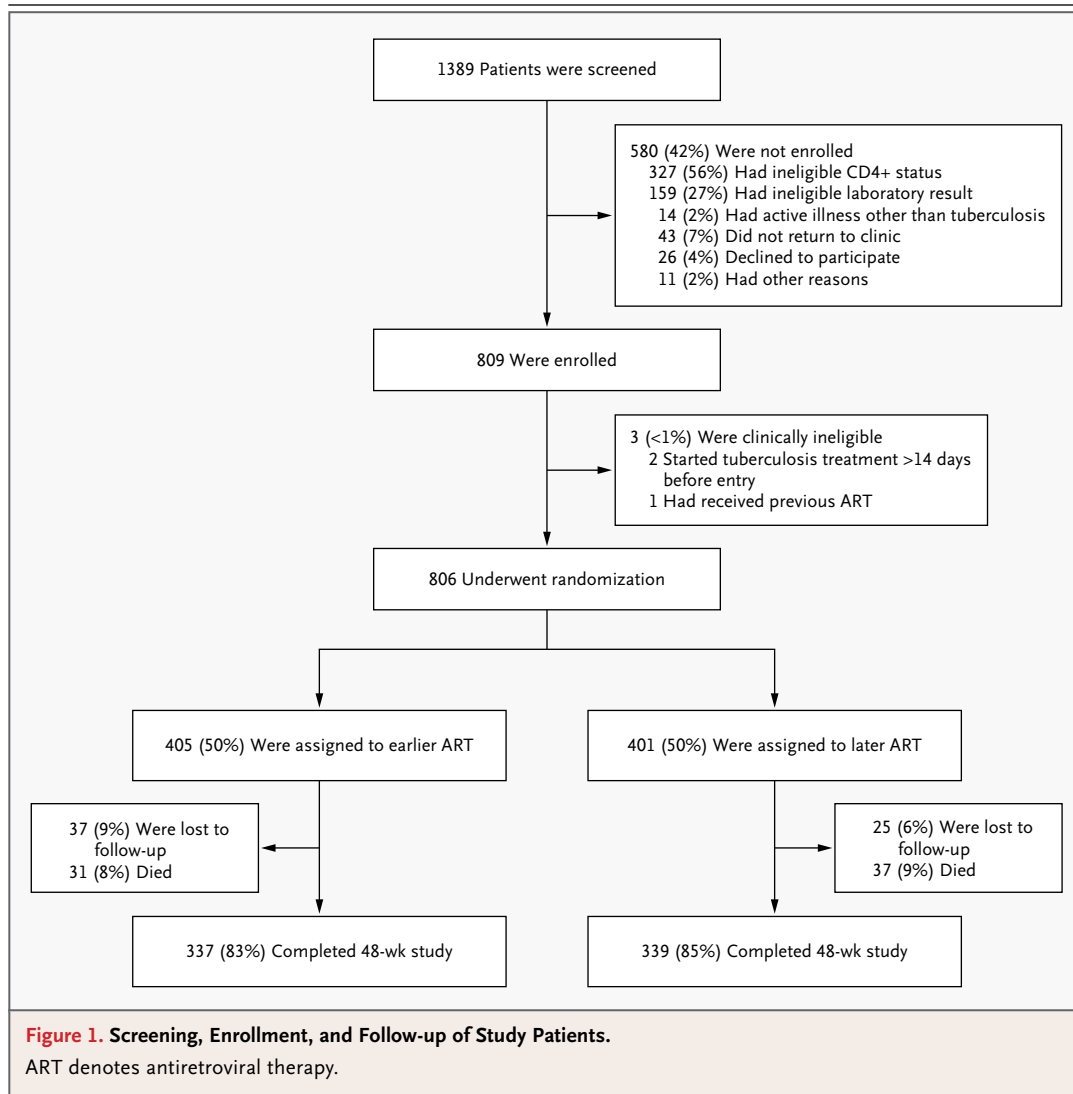 1389 Patients were screened
580 (42%) Were not enrolled
327 (56%) Had ineligible CD4+ status
159 (27%) Had ineligible laboratory result
14 (2%) Had active illness other than tuberculosis
43 (7%) Did not return to clinic
26 (4%) Declined to participate
11 (2%) Had other reasons
809 Were enrolled
3 (<1%) Were clinically ineligible
2 Started tuberculosis treatment >14 days
before entry
1 Had received previous ART
806 Underwent randomization
405 (50%) Were assigned to earlier ART
401 (50%) Were assigned to later ART
37 (9%) Were lost to
follow-up
31 (8%) Died
25 (6%) Were lost to
follow-up
37 (9%) Died
337 (83%) Completed 48-wk study
339 (85%) Completed 48-wk study
Figure 1. Screening, Enrollment, and Follow-up of Study Patients.
ART denotes antiretroviral therapy.